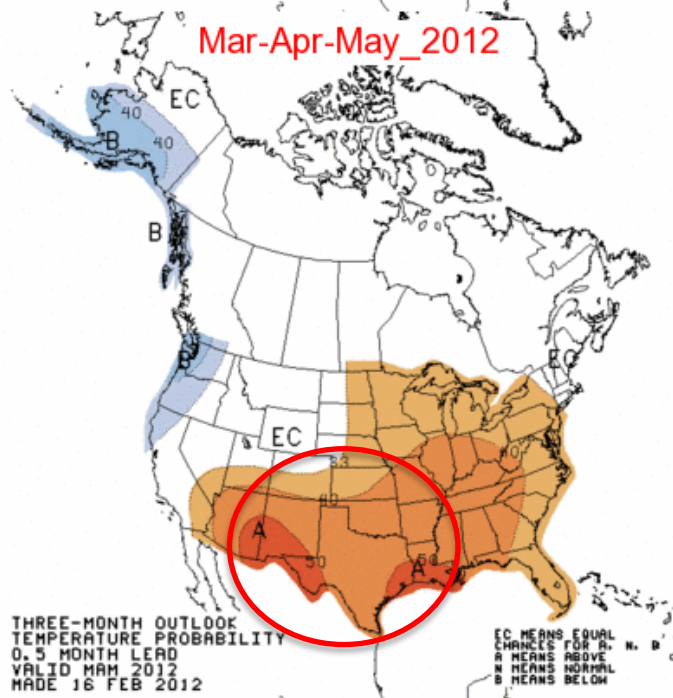 Mar-Apr-May_2012
EC
40
B
40
B
B
EC
EC
33
60
40
A
50
A
50
THREE-MONTH OUTLOOK
TEMPERATURE PROBABILITY
0.5 MONTH LEAD
VALID MAM 2012
MADE 16 FEB 2012
EC MEANS EQUAL
CHANCES FOR A, N, B
A MEANS ABOVE
N MEANS NORMAL
B MEANS BELOW